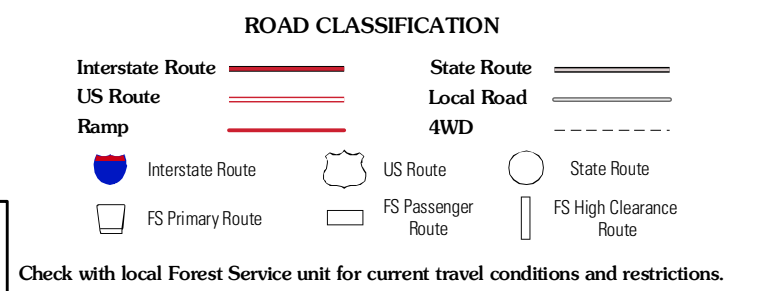 ROAD CLASSIFICATION
Interstate Route
State Route
US Route
Local Road
Ramp
4WD
Interstate Route
US Route
State Route
FS Primary Route
FS Passenger
Route
FS High Clearance
Route
Check with local Forest Service unit for current travel conditions and restrictions.